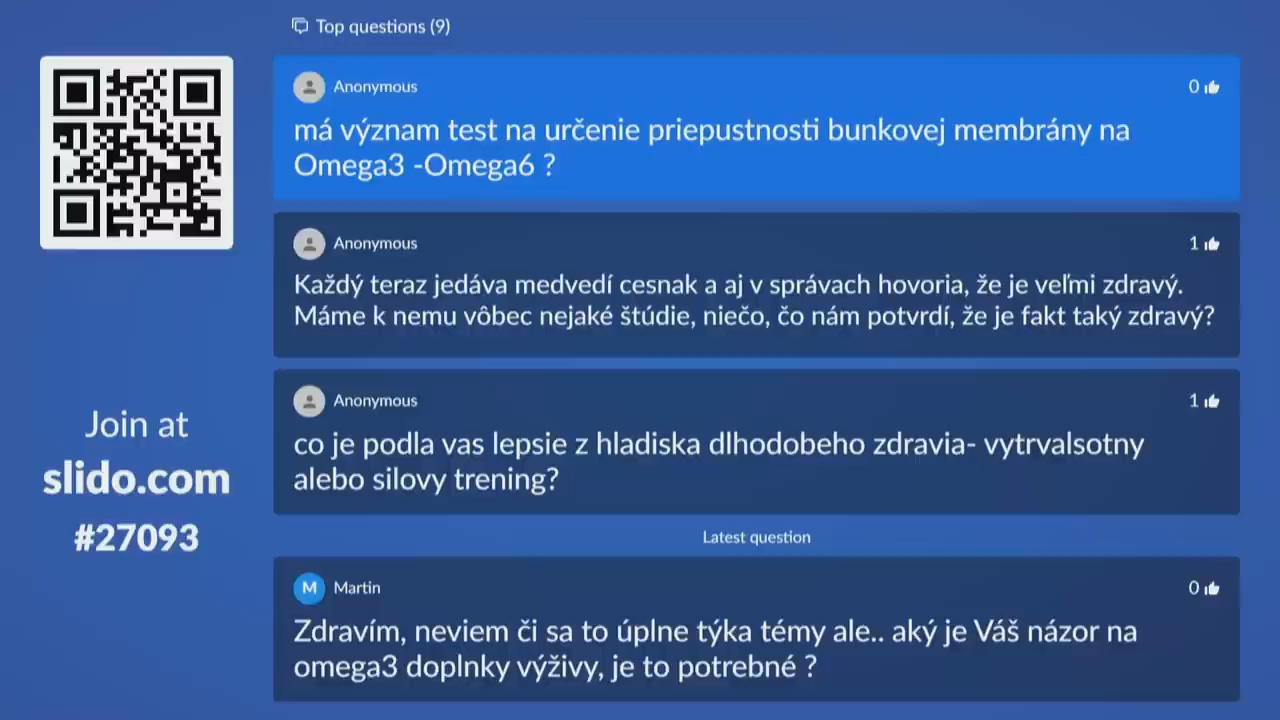 Top questions (9)
Anonymous
0
má význam test na určenie priepustnosti bunkovej membrány na
Omega3 -Omega6 ?
Anonymous
1
Každý teraz jedáva medvedí cesnak a aj v správach hovoria, že je veľmi zdravý.
Máme k nemu vôbec nejaké štúdie, niečo, čo nám potvrdí, že je fakt taký zdravý?
Anonymous
1
co je podla vas lepsie z hladiska dlhodobeho zdravia- vytrvalsotny
alebo silovy trening?
Latest question
M
Martin
0
Zdravím, neviem či sa to úplne týka témy ale.. aký je Váš názor na
omega3 doplnky výživy, je to potrebné ?
Join at
slido.com
#27093